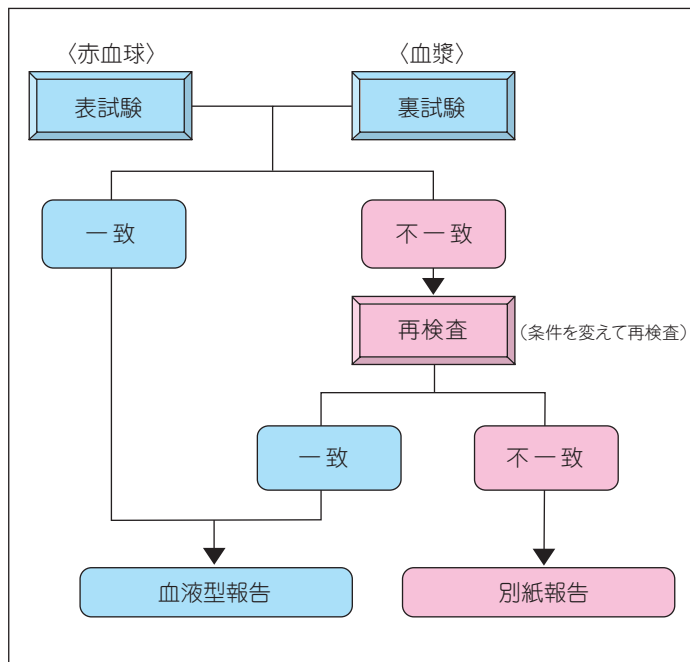 〈赤血球〉
〈血漿〉
表試験
裏試験
一致
不一致
再検査
(条件を変えて再検査)
一致
不一致
血液型報告
別紙報告